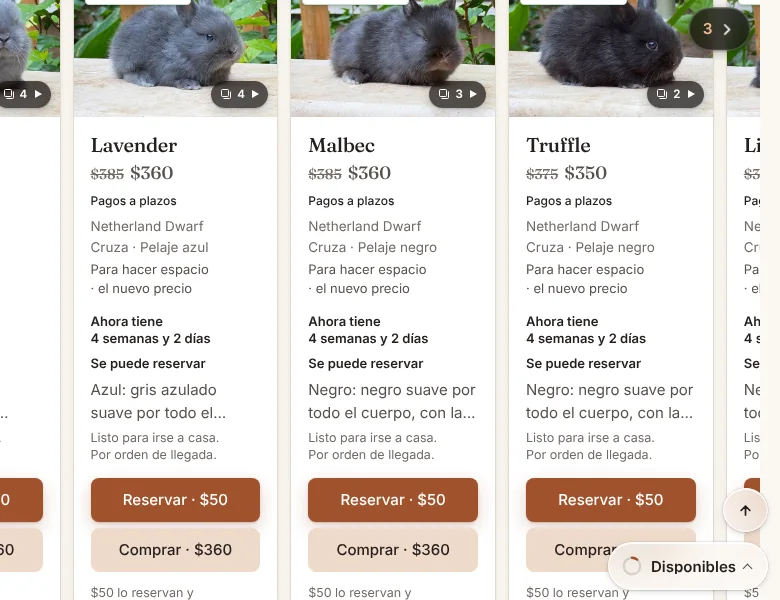 3
4
4
3
2
Lavender
$385 $360
Pagos a plazos
Netherland Dwarf
Cruza · Pelaje azul
Para hacer espacio
· el nuevo precio
Ahora tiene
4 semanas y 2 días
Se puede reservar
Azul: gris azulado
suave por todo el...
Listo para irse a casa.
Por orden de llegada.
Reservar · $50
Comprar · $360
$50 lo reservan y
Malbec
$385 $360
Pagos a plazos
Netherland Dwarf
Cruza · Pelaje negro
Para hacer espacio
· el nuevo precio
Ahora tiene
4 semanas y 2 días
Se puede reservar
Negro: negro suave por
todo el cuerpo, con la...
Listo para irse a casa.
Por orden de llegada.
Reservar · $50
Comprar · $360
$50 lo reservan y
Truffle
$375 $350
Pagos a plazos
Netherland Dwarf
Cruza · Pelaje negro
Para hacer espacio
· el nuevo precio
Ahora tiene
4 semanas y 2 días
Se puede reservar
Negro: negro suave por
todo el cuerpo, con la...
Listo para irse a casa.
Por orden de llegada.
Reservar · $50
Comprar
$50 lo reservan y
Disponibles